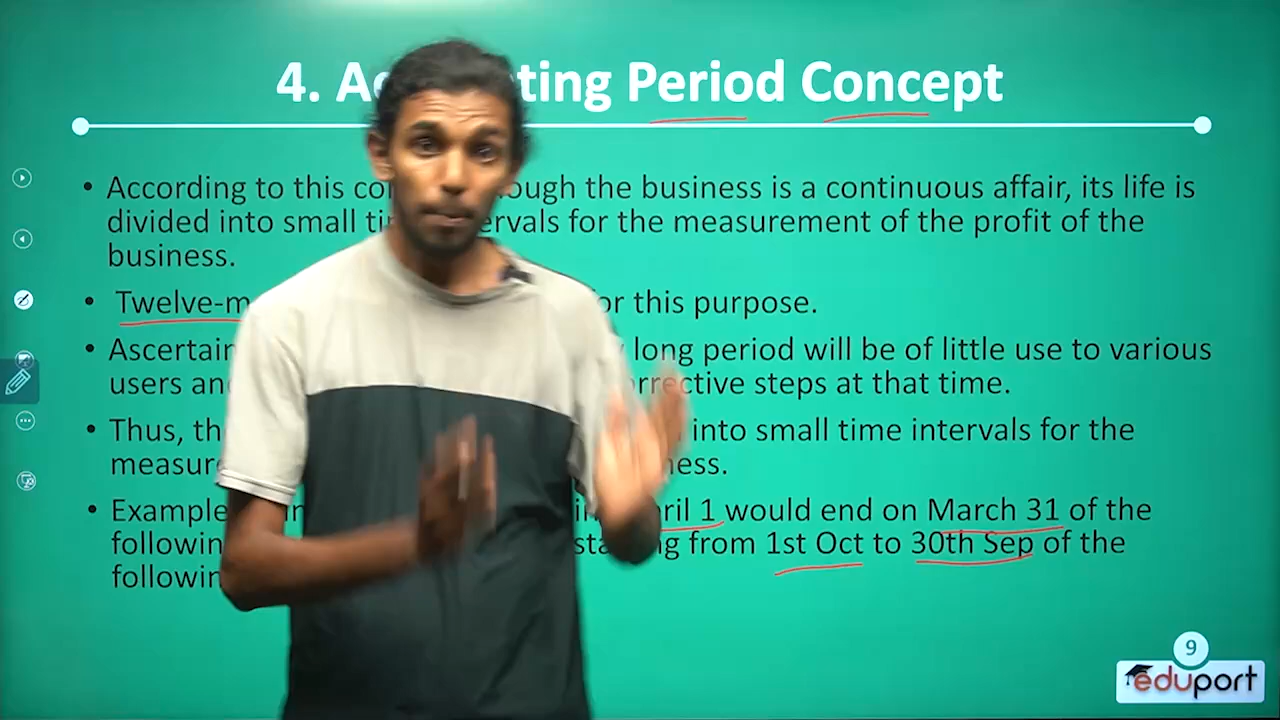 4. A ting Period Concept
• According to this co ough the business is a continuous affair, its life is
divided into small ti ervals for the measurement of the profit of the
business.
• Twelve-m or this purpose.
• Ascertain long period will be of little use to various
users an rrective steps at that time.
• Thus, th into small time intervals for the
measure ness.
• Example in ril 1 would end on March 31 of the
followin sta g from 1st Oct to 30th Sep of the
followin
9
eduport